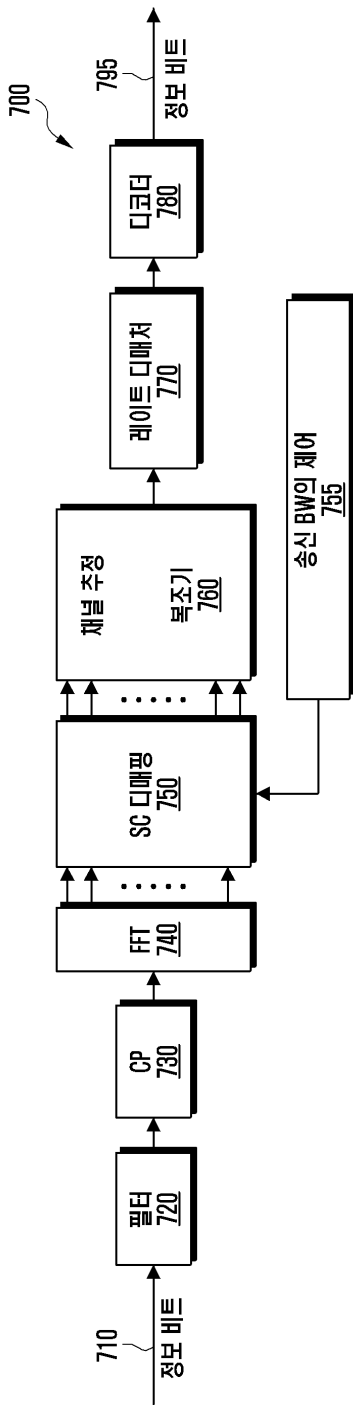 700
710
정보 비트
필터
720
CP
730
FFT
740
SC 디매핑
750
채널 추정
복조기
760
레이트 디매처
770
디코더
780
795
정보 비트
송신 BW의 제어
755